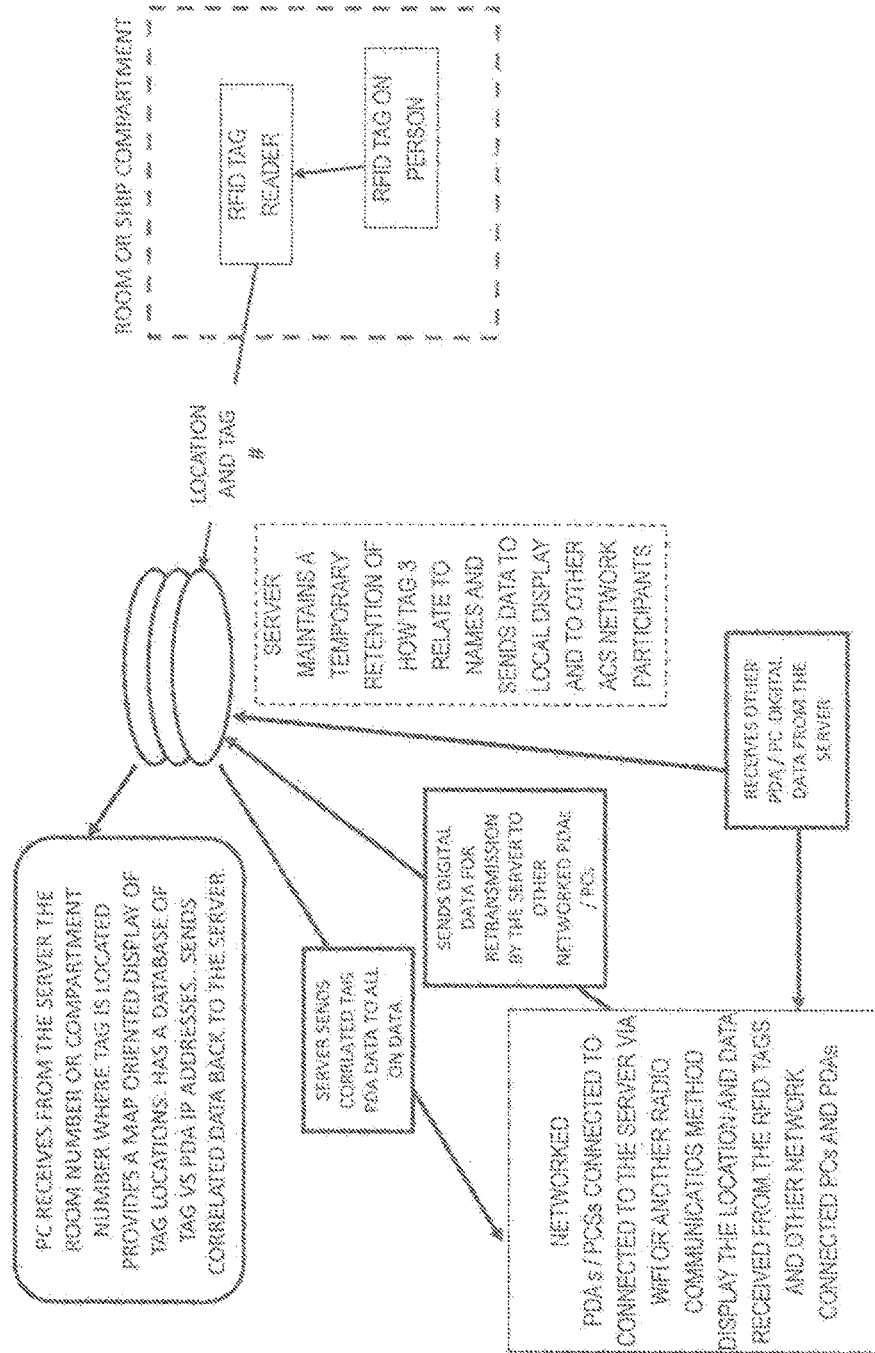 ROOM OR SHIP COMPARTMENT
RFID TAG
READER
RFID TAG ON
PERSON
LOCATION
AND TAG
#
SERVER
MAINTAINS A
TEMPORARY
RETENTION OF
HOW TAG 3
RELATE TO
NAMES AND
SENDS DATA TO
LOCAL DISPLAY
AND TO OTHER
ACS NETWORK
PARTICIPANTS
PC RECEIVES FROM THE SERVER THE
ROOM NUMBER OR COMPARTMENT
NUMBER WHERE TAG IS LOCATED
PROVIDES A MAP ORIENTED DISPLAY OF
TAG LOCATIONS. HAS A DATABASE OF
TAG VS PDA IP ADDRESSES. SENDS
CORRELATED DATA BACK TO THE SERVER.
SERVER SENDS
CORRELATED TAG
PDA DATA TO ALL
ON DATA.
SENDS DIGITAL
DATA FOR
RETRANSMISSION
BY THE SERVER TO
OTHER
NETWORKED PDAs
/ PCs
RECEIVES OTHER
PDA / PC DIGITAL
DATA FROM THE
SERVER
NETWORKED
PDA s / PCSs CONNECTED TO
CONNECTED TO THE SERVER VIA
WIFI OR ANOTHER RADIO
COMMUNICATIOS METHOD
DISPLAY THE LOCATION AND DATA
RECEIVED FROM THE RFID TAGS
AND OTHER NETWORK
CONNECTED PCs AND PDAs